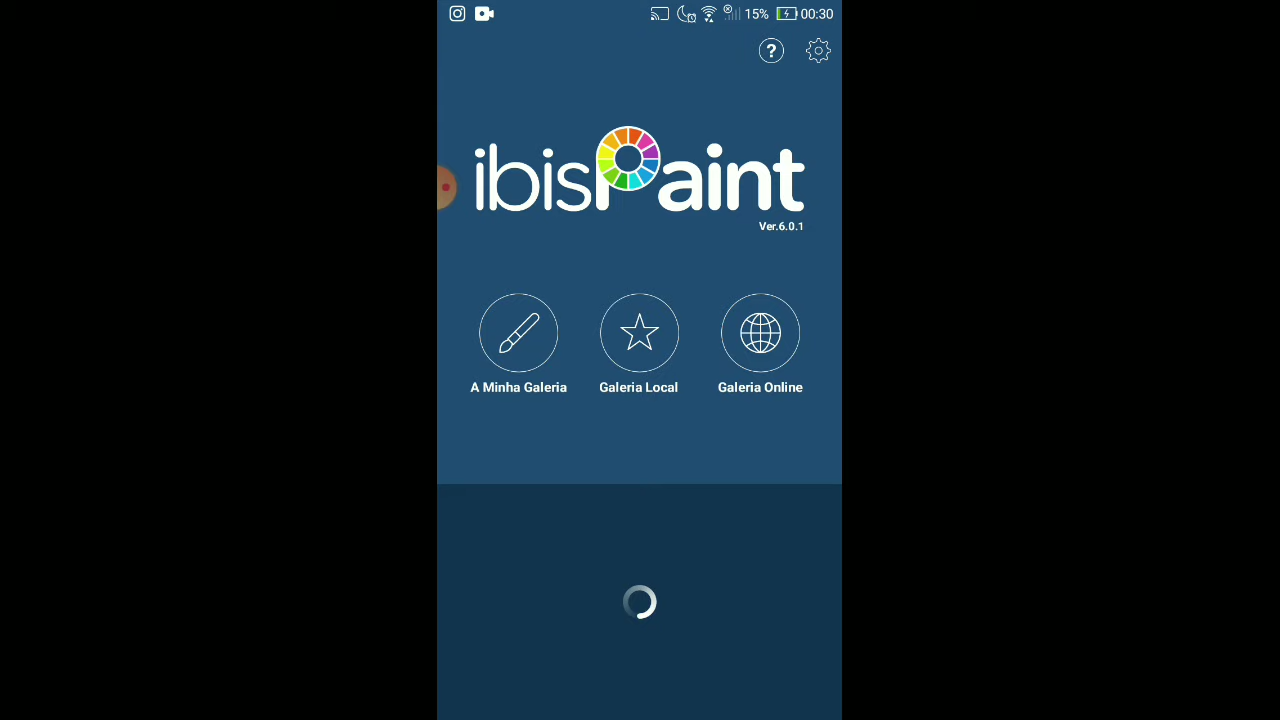 15% 00:30
?
ibisPaint
Ver.6.0.1
A Minha Galeria Galeria Local Galeria Online